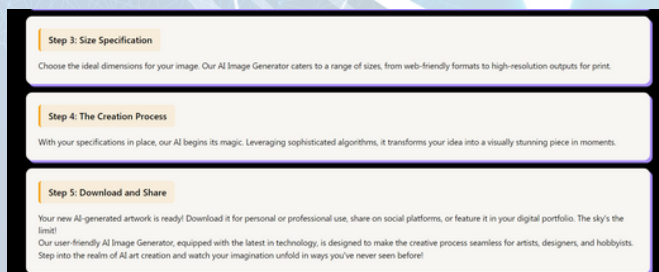 Step 3: Size Specification
Choose the ideal dimensions for your image. Our AI Image Generator caters to a range of sizes, from web-friendly formats to high-resolution outputs for print.
Step 4: The Creation Process
With your specifications in place, our AI begins its magic. Leveraging sophisticated algorithms, it transforms your idea into a visually stunning piece in moments.
Step 5: Download and Share
Your new AI-generated artwork is ready! Download it for personal or professional use, share on social platforms, or feature it in your digital portfolio. The sky's the
limit!
Our user-friendly AI Image Generator, equipped with the latest in technology, is designed to make the creative process seamless for artists, designers, and hobbyists.
Step into the realm of AI art creation and watch your imagination unfold in ways you've never seen before!